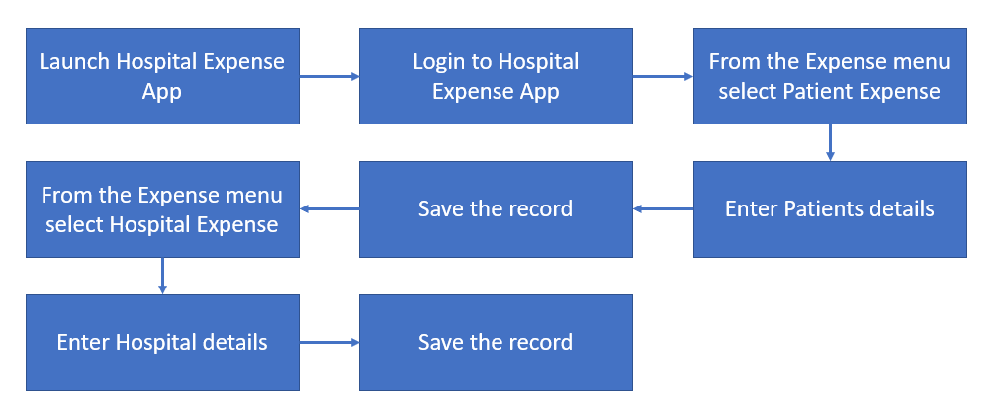 Launch Hospital Expense
App
Login to Hospital
Expense App
From the Expense menu
select Patient Expense
Enter Patients details
Save the record
From the Expense menu
select Hospital Expense
Enter Hospital details
Save the record